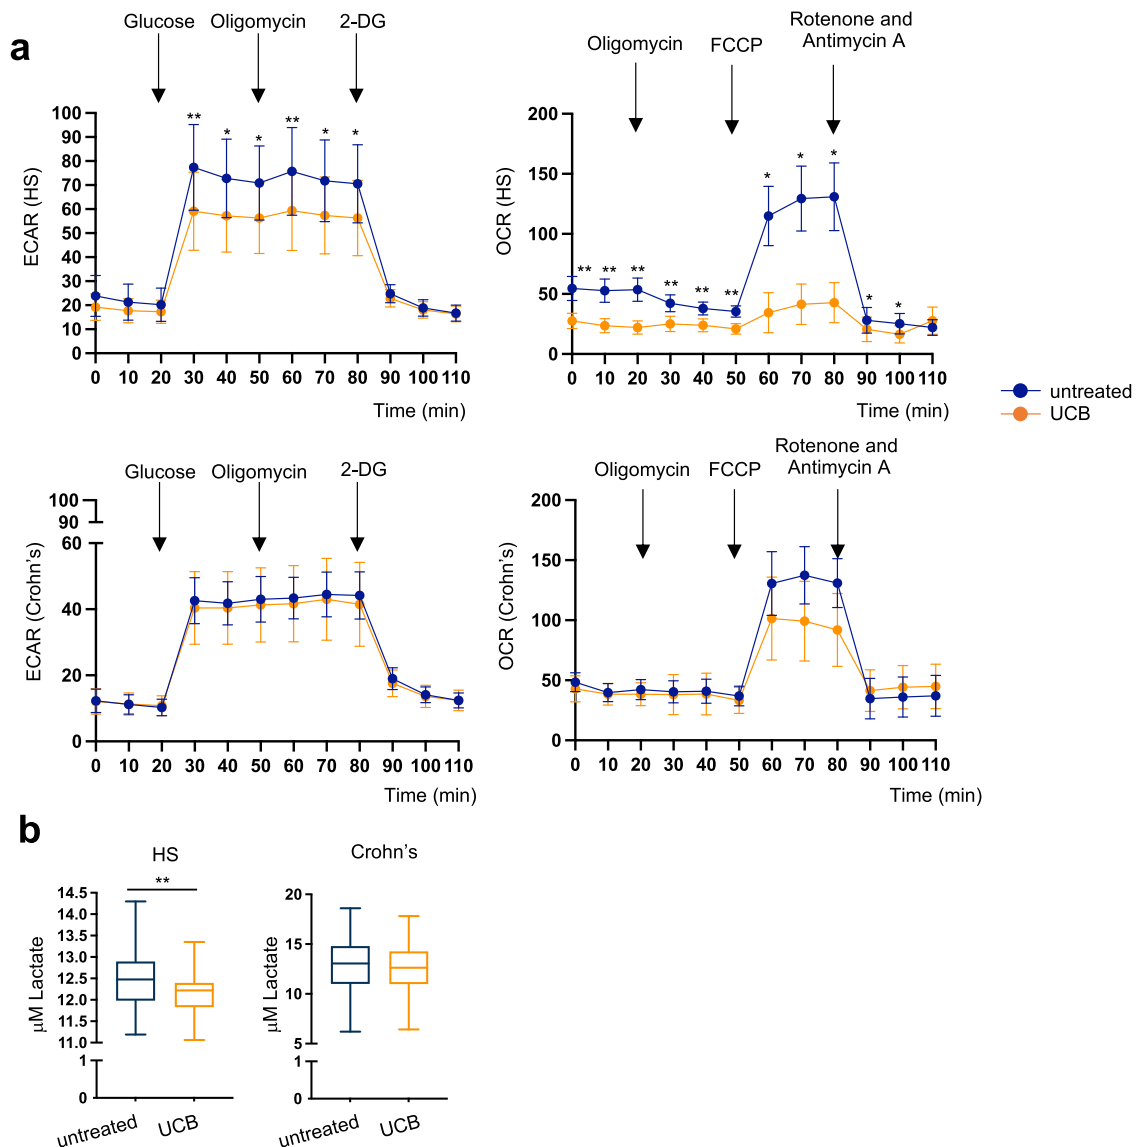 a
Glucose
Oligomycin
2-DG
**
*
*
**
*
*
100
90
80
70
60
50
40
30
20
10
0
ECAR (HS)
0 10 20 30 40 50 60 70 80 90 100 110
Time (min)
Oligomycin
FCCP
Rotenone and
Antimycin A
200
150
100
50
0
OCR (HS)
** ** ** ** ** ** * * * * *
0 10 20 30 40 50 60 70 80 90 100 110
Time (min)
untreated
UCB
Glucose
Oligomycin
2-DG
100
90
60
40
20
0
ECAR (Crohn's)
0 10 20 30 40 50 60 70 80 90 100 110
Time (min)
Oligomycin
FCCP
Rotenone and
Antimycin A
200
150
100
50
0
OCR (Crohn's)
0 10 20 30 40 50 60 70 80 90 100 110
Time (min)
b
HS
**
14.5
13.0
12.5
12.0
11.5
11.0
1
0
µM Lactate
untreated
UCB
Crohn's
20
13
5
1
0
µM Lactate
untreated
UCB